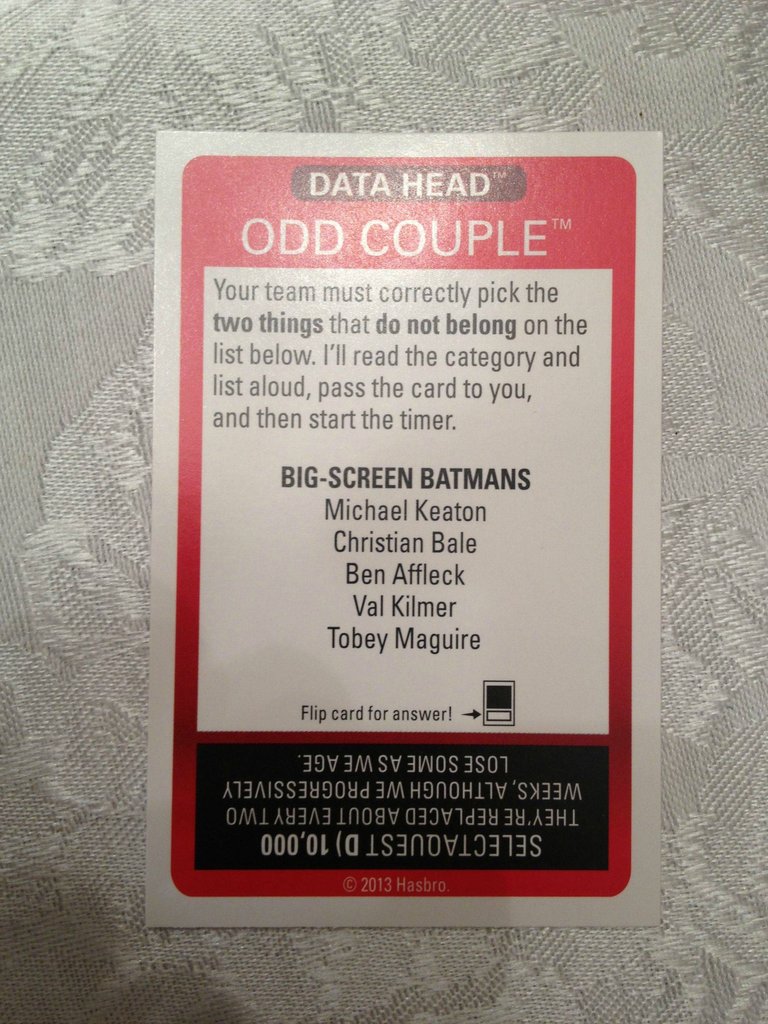 DATA HEAD™
ODD COUPLE™
Your team must correctly pick the
two things that do not belong on the
list below. I'll read the category and
list aloud, pass the card to you,
and then start the timer.
BIG-SCREEN BATMANS
Michael Keaton
Christian Bale
Ben Affleck
Val Kilmer
Tobey Maguire
Flip card for answer!
SELECTAQUEST D) 10,000
THEY'RE REPLACED ABOUT EVERY TWO
WEEKS, ALTHOUGH WE PROGRESSIVELY
LOSE SOME AS WE AGE.
© 2013 Hasbro.